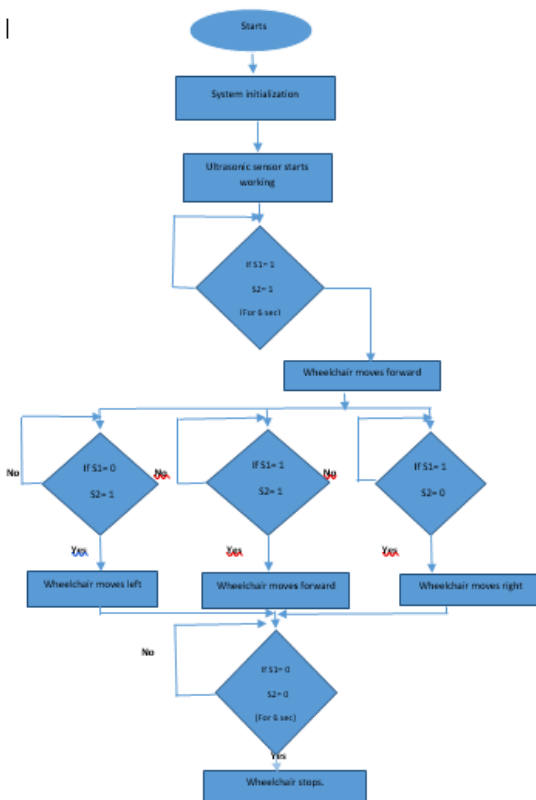 Starts
System initialization
Ultrasonic sensor starts
working
If S1= 1
S2= 1
(For 6 sec)
Wheelchair moves forward
No
If S1= 0
S2= 1
No
If S1= 1
S2= 1
No
If S1= 1
S2= 0
Yes
Yes
Yes
Wheelchair moves left
Wheelchair moves forward
Wheelchair moves right
No
If S1= 0
S2= 0
(For 6 sec)
Yes
Wheelchair stops.